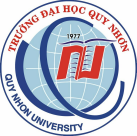 TRƯỜNG ĐẠI HỌC QUY NHƠN
1977
QUY NHON UNIVERSITY